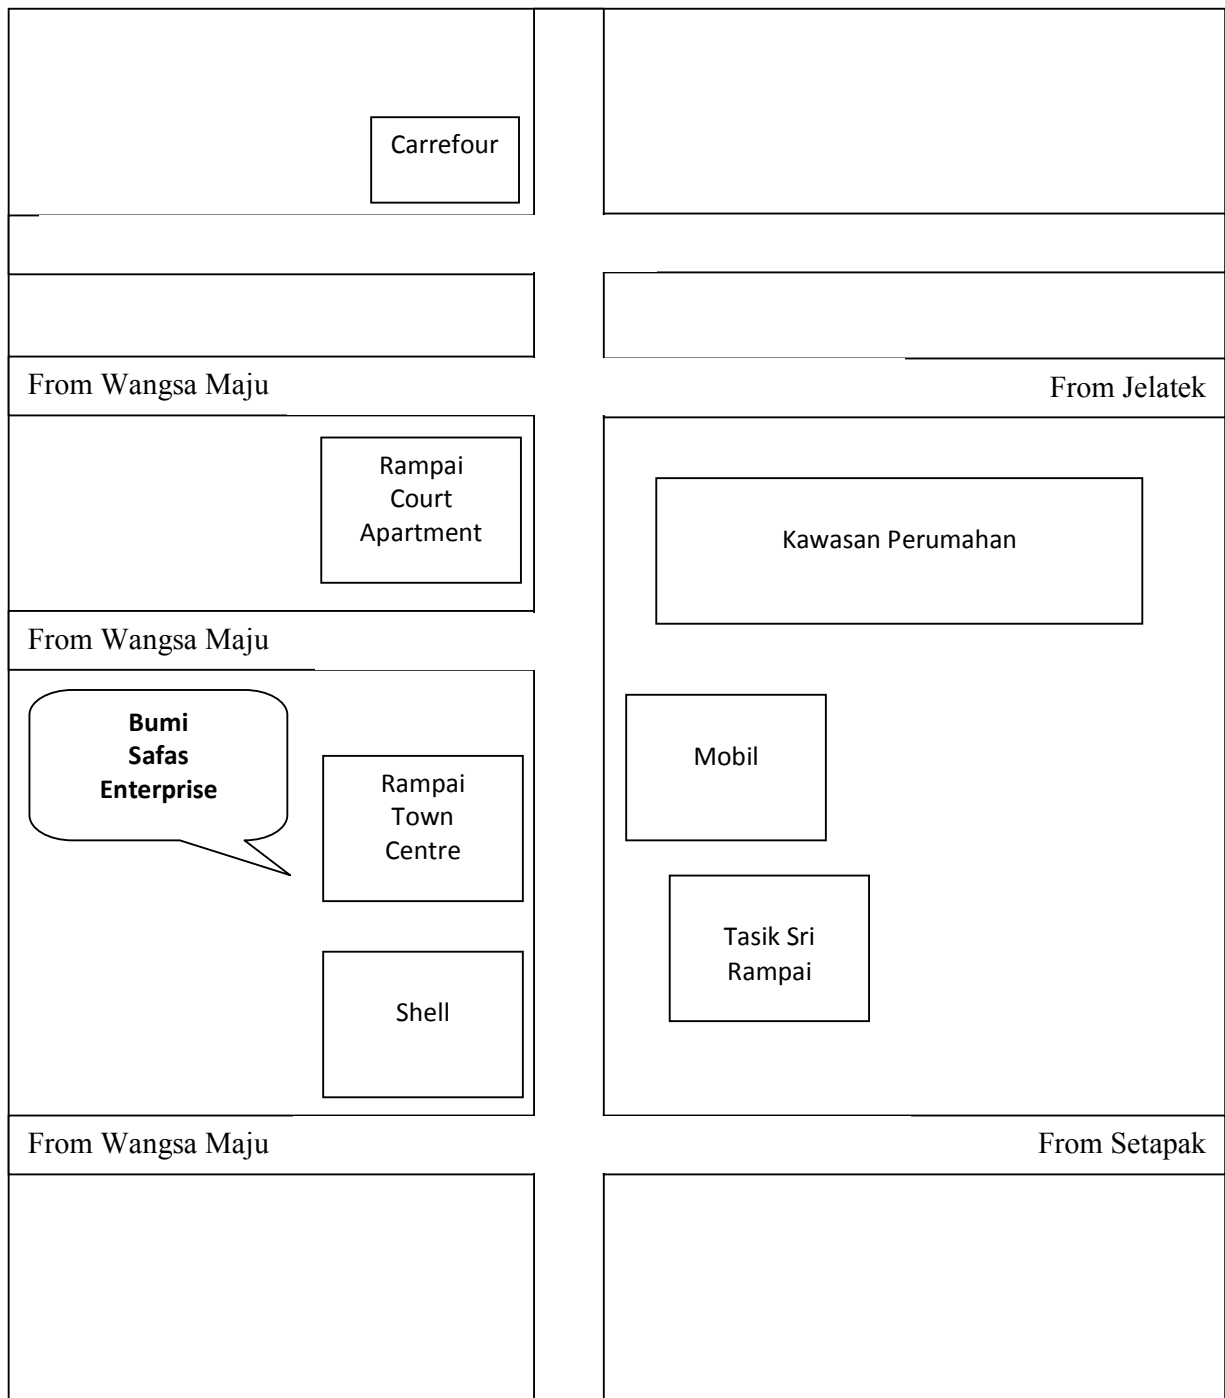 Carrefour
From Wangsa Maju
From Jelatek
Rampai
Court
Apartment
Kawasan Perumahan
From Wangsa Maju
Bumi
Safas
Enterprise
Rampai
Town
Centre
Mobil
Tasik Sri
Rampai
Shell
From Wangsa Maju
From Setapak